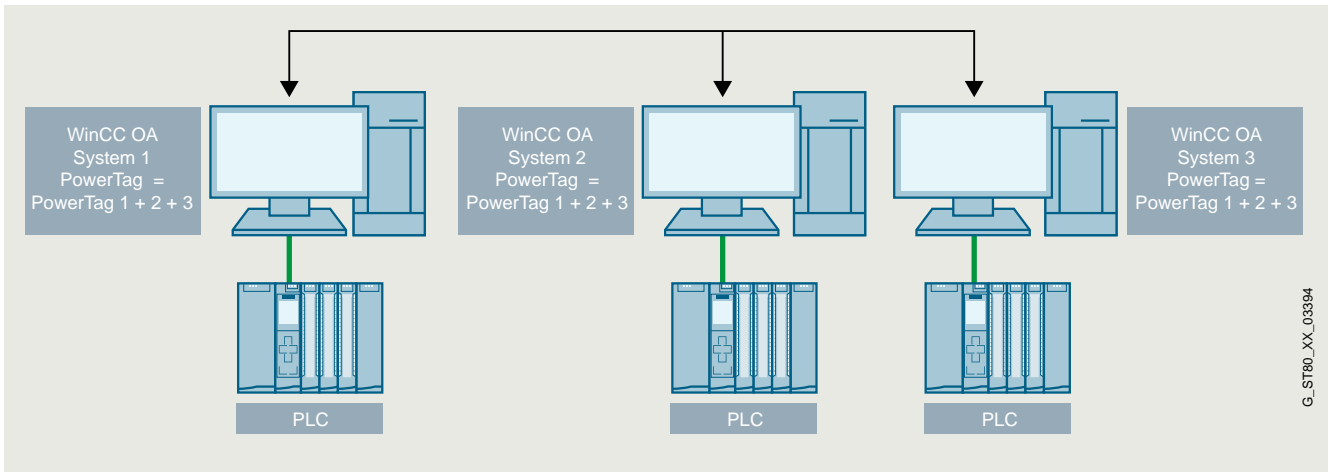 WinCC OA
System 1
PowerTag =
PowerTag 1 + 2 + 3
WinCC OA
System 2
PowerTag =
PowerTag 1 + 2 + 3
WinCC OA
System 3
PowerTag =
PowerTag 1 + 2 + 3
PLC
PLC
PLC
G_ST80_XX_03394